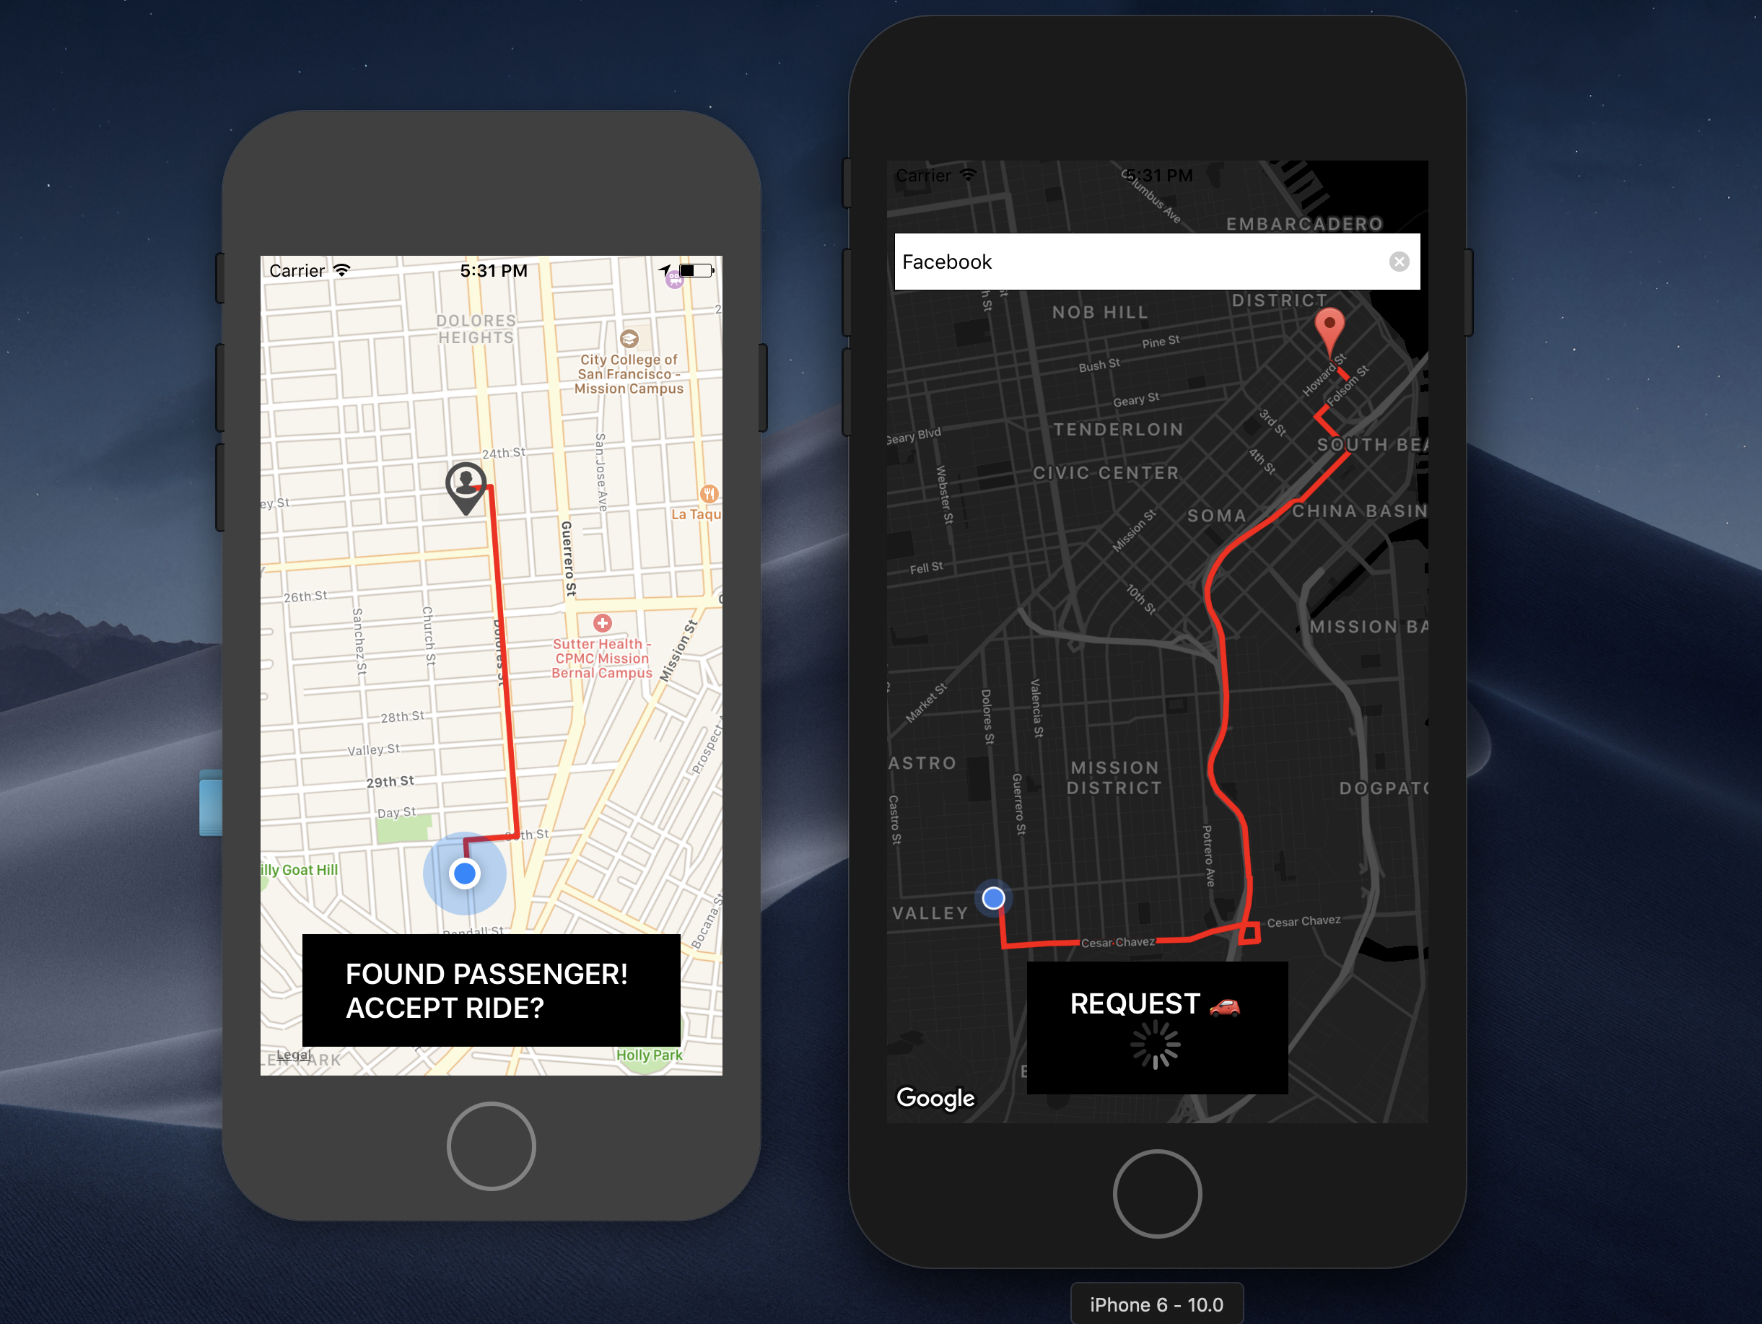 Carrier
5:31 PM
DOLORES
HEIGHTS
City College of
San Francisco -
Mission Campus
24th St
San Jose Ave
ey St
La Taqu
Guerrero St
26th St
Sanchez St
Church St
Dolores St
Sutter Health -
CPMC Mission
Bernal Campus
Mission St
28th St
Valley St
29th St
Prospect A
Day St
th St
illy Goat Hill
Randall St
Bocana St
FOUND PASSENGER!
ACCEPT RIDE?
Legal
LEN PARK
Holly Park
Carrier
5:31 PM
Columbus Ave
EMBARCADERO
Facebook
DISTRICT
NOB HILL
Pine St
Bush St
Howard St
Folsom St
Geary St
3rd St
Geary Blvd
TENDERLOIN
SOUTH BEA
4th St
CIVIC CENTER
Webster St
SOMA
CHINA BASIN
Mission St
Fell St
10th St
MISSION BA
Market St
Dolores St
Valencia St
ASTRO
MISSION
DISTRICT
DOGPATC
Castro St
Guerrero St
Potrero Ave
VALLEY
Cesar Chavez
Cesar Chavez
REQUEST 🚗
Google
iPhone 6 - 10.0